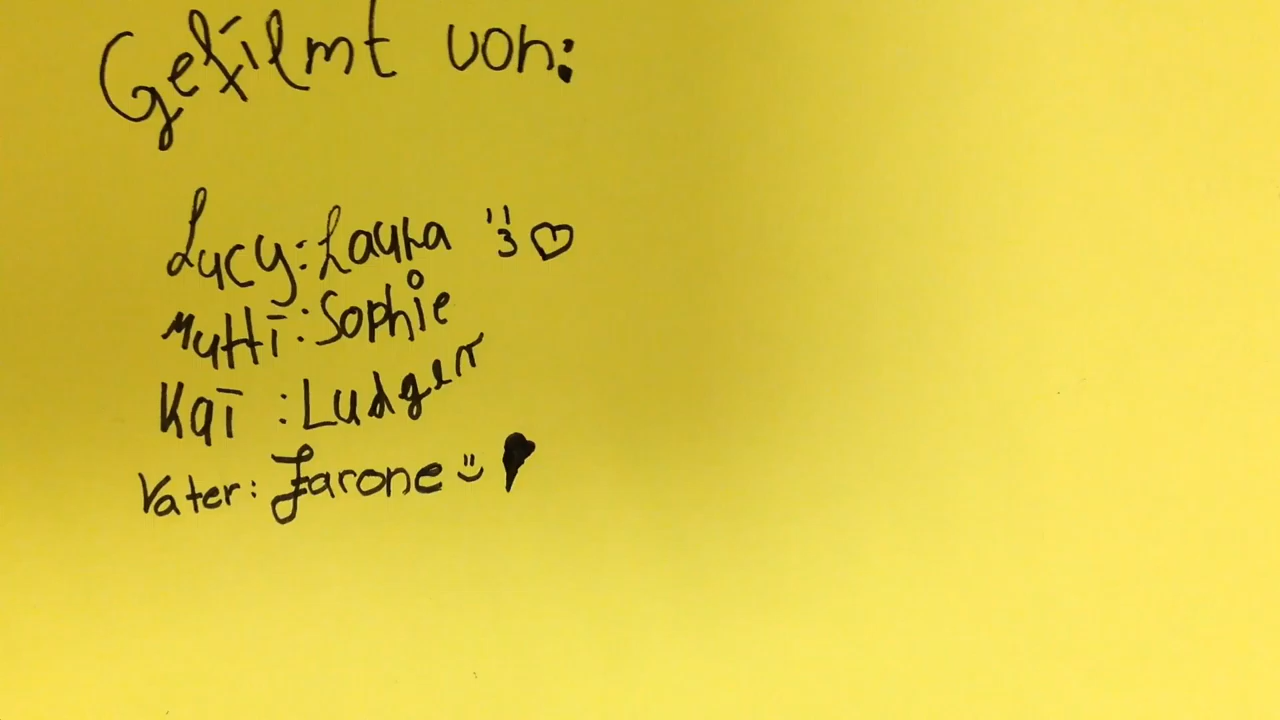 Gefilmt von:
Lucy: Laura
Mutti: Sophie
Kai : Ludger
Vater: Jarone